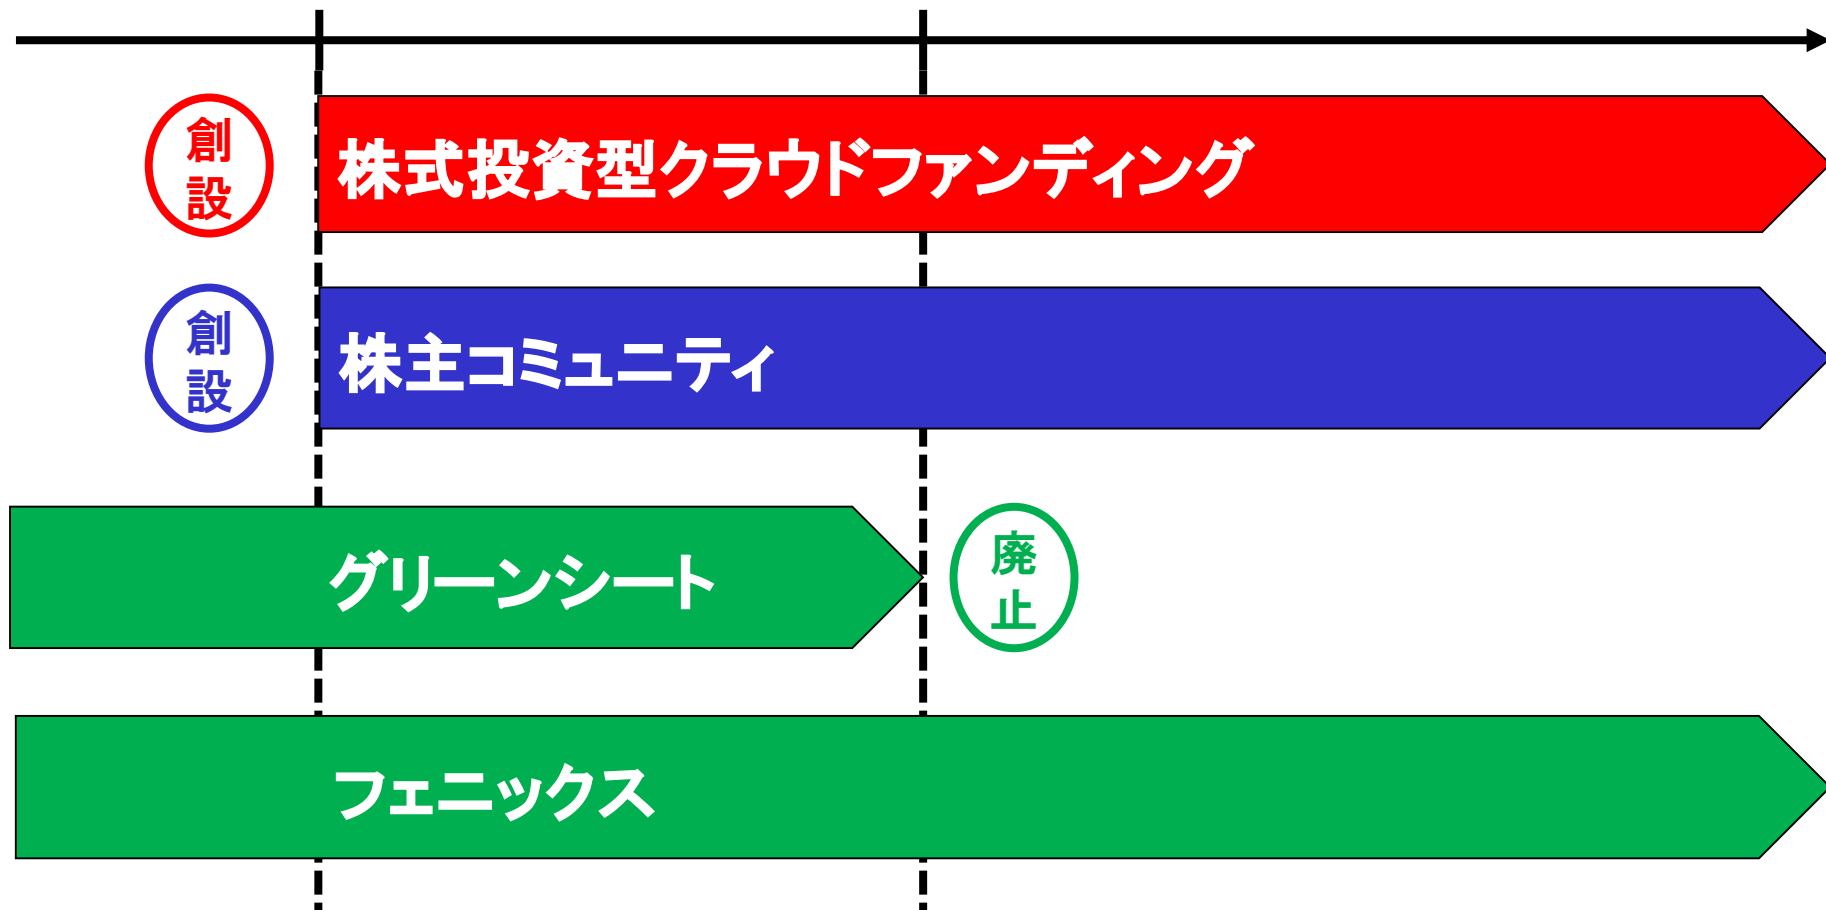 創
設
株式投資型クラウドファンディング
創
設
株主コミュニティ
グリーンシート
廃
止
フェニックス